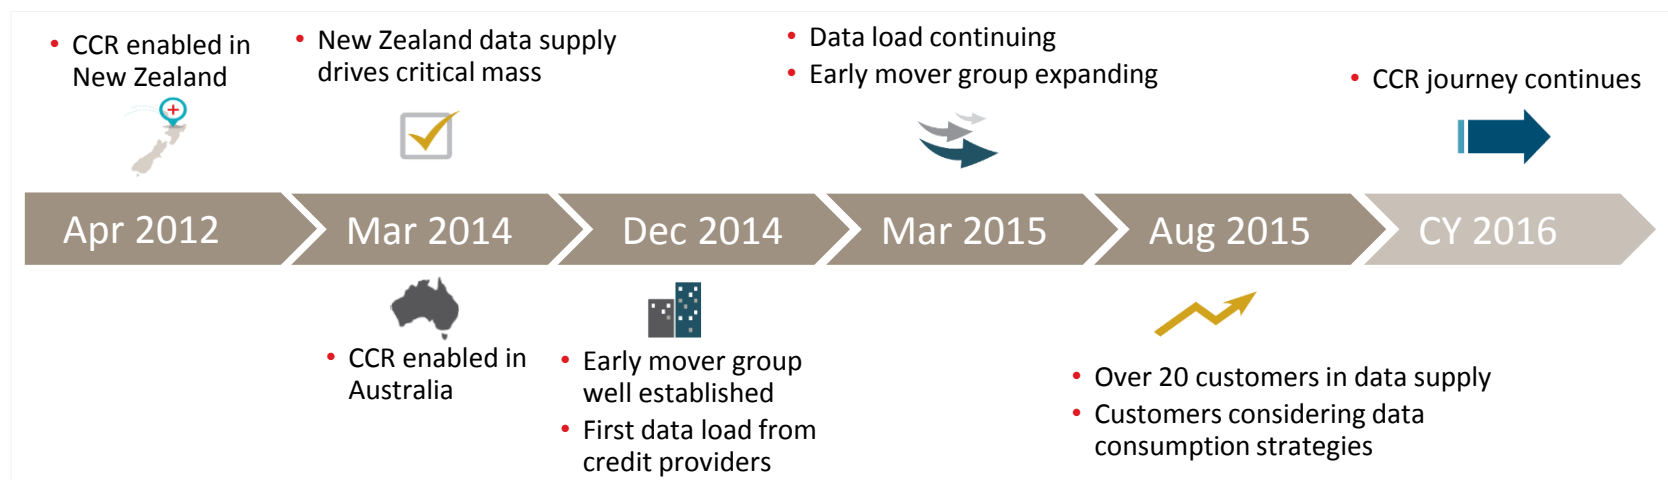 • CCR enabled in
New Zealand
• New Zealand data supply
drives critical mass
• Data load continuing
• Early mover group expanding
• CCR journey continues
Apr 2012
Mar 2014
Dec 2014
Mar 2015
Aug 2015
CY 2016
• CCR enabled in
Australia
• Early mover group
well established
• First data load from
credit providers
• Over 20 customers in data supply
• Customers considering data
consumption strategies